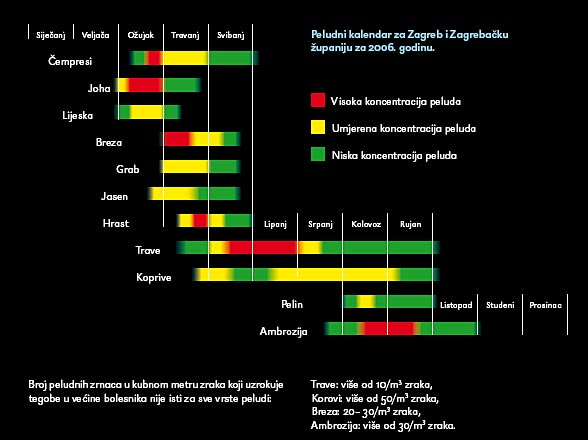 Siječanj Veljača Ožujak Travanj Svibanj
Peludni kalendar za Zagreb i Zagrebačku
županiju za 2006. godinu.
Čempresi
Joha
Visoka koncentracija peluda
Lijeska
Umjerena koncentracija peluda
Breza
Niska koncentracija peluda
Grab
Jasen
Hrast
Lipanj Srpanj Kolovoz Rujan
Trave
Koprive
Pelin
Listopad Studeni Prosinac
Ambrozija
Broj peludnih zrnaca u kubnom metru zraka koji uzrokuje
tegobe u većine bolesnika nije isti za sve vrste peludi:
Trave: više od 10/m³ zraka,
Korovi: više od 50/m³ zraka,
Breza: 20–30/m³ zraka,
Ambrozija: više od 30/m³ zraka.